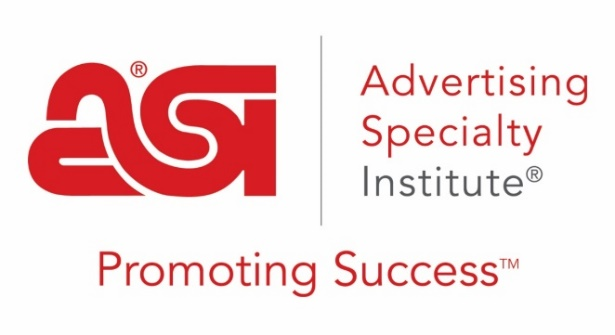 asi®
Advertising
Specialty
Institute®
Promoting Success™